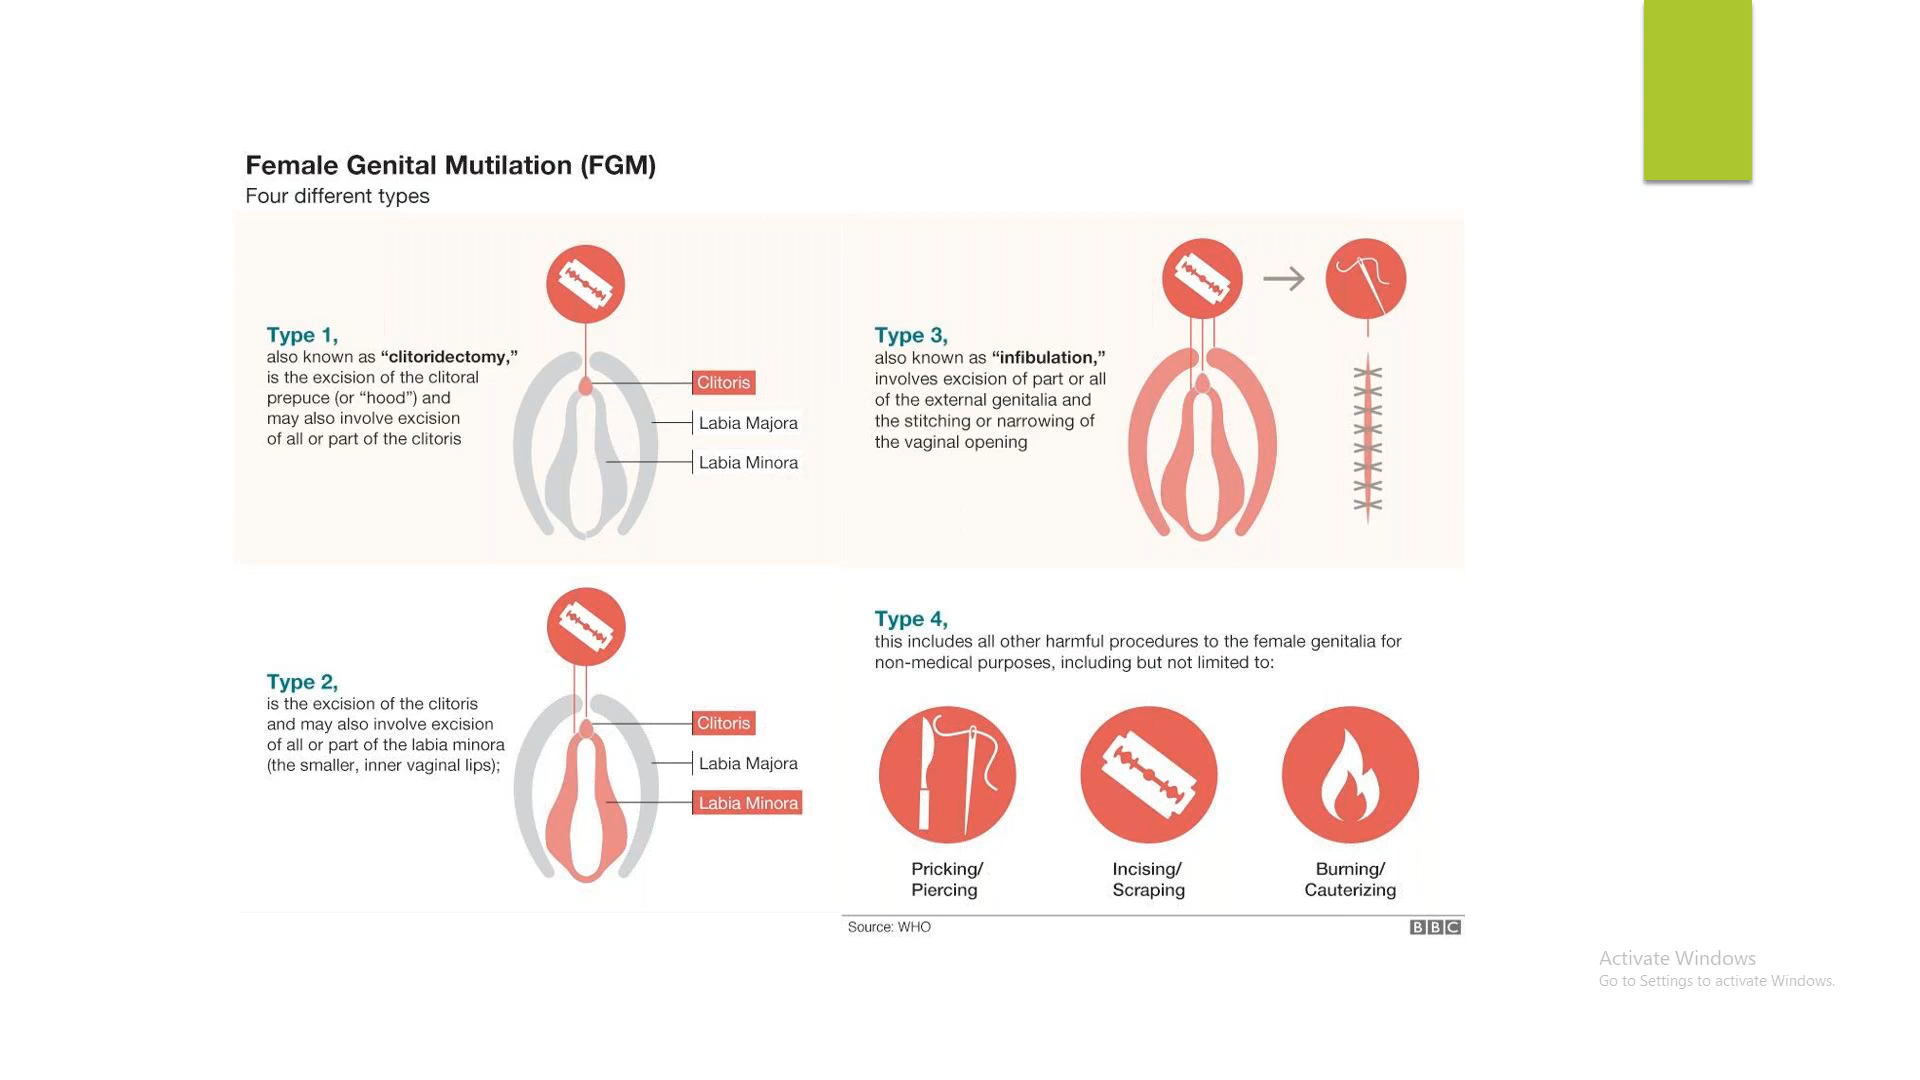 Female Genital Mutilation (FGM)
Four different types
Type 1,
also known as “clitoridectomy,”
is the excision of the clitoral
prepuce (or “hood”) and
may also involve excision
of all or part of the clitoris
Clitoris
Labia Majora
Labia Minora
Type 2,
is the excision of the clitoris
and may also involve excision
of all or part of the labia minora
(the smaller, inner vaginal lips);
Clitoris
Labia Majora
Labia Minora
Type 3,
also known as “infibulation,”
involves excision of part or all
of the external genitalia and
the stitching or narrowing of
the vaginal opening
Type 4,
this includes all other harmful procedures to the female genitalia for
non-medical purposes, including but not limited to:
Pricking/
Piercing
Incising/
Scraping
Burning/
Cauterizing
Source: WHO
BBC
Activate Windows
Go to Settings to activate Windows.